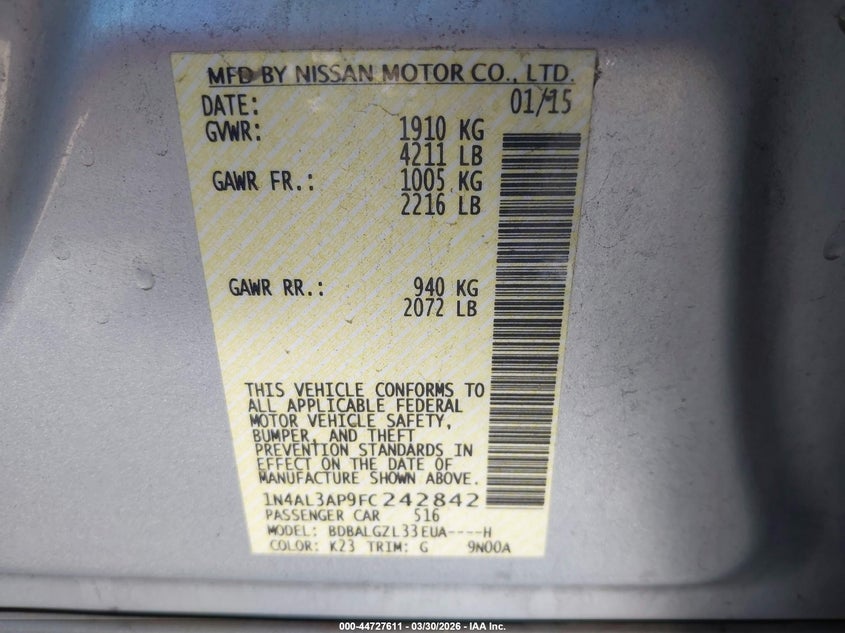 MFD BY NISSAN MOTOR CO., LTD.
DATE: 01/15
GVWR: 1910 KG
4211 LB
GAWR FR.: 1005 KG
2216 LB
GAWR RR.: 940 KG
2072 LB
THIS VEHICLE CONFORMS TO
ALL APPLICABLE FEDERAL
MOTOR VEHICLE SAFETY,
BUMPER, AND THEFT
PREVENTION STANDARDS IN
EFFECT ON THE DATE OF
MANUFACTURE SHOWN ABOVE.
1N4AL3AP9FC242842
PASSENGER CAR 516
MODEL: BDBALGZL33EUA----H
COLOR: K23 TRIM: G 9N00A
000-44727611 - 03/30/2026 - IAA Inc.